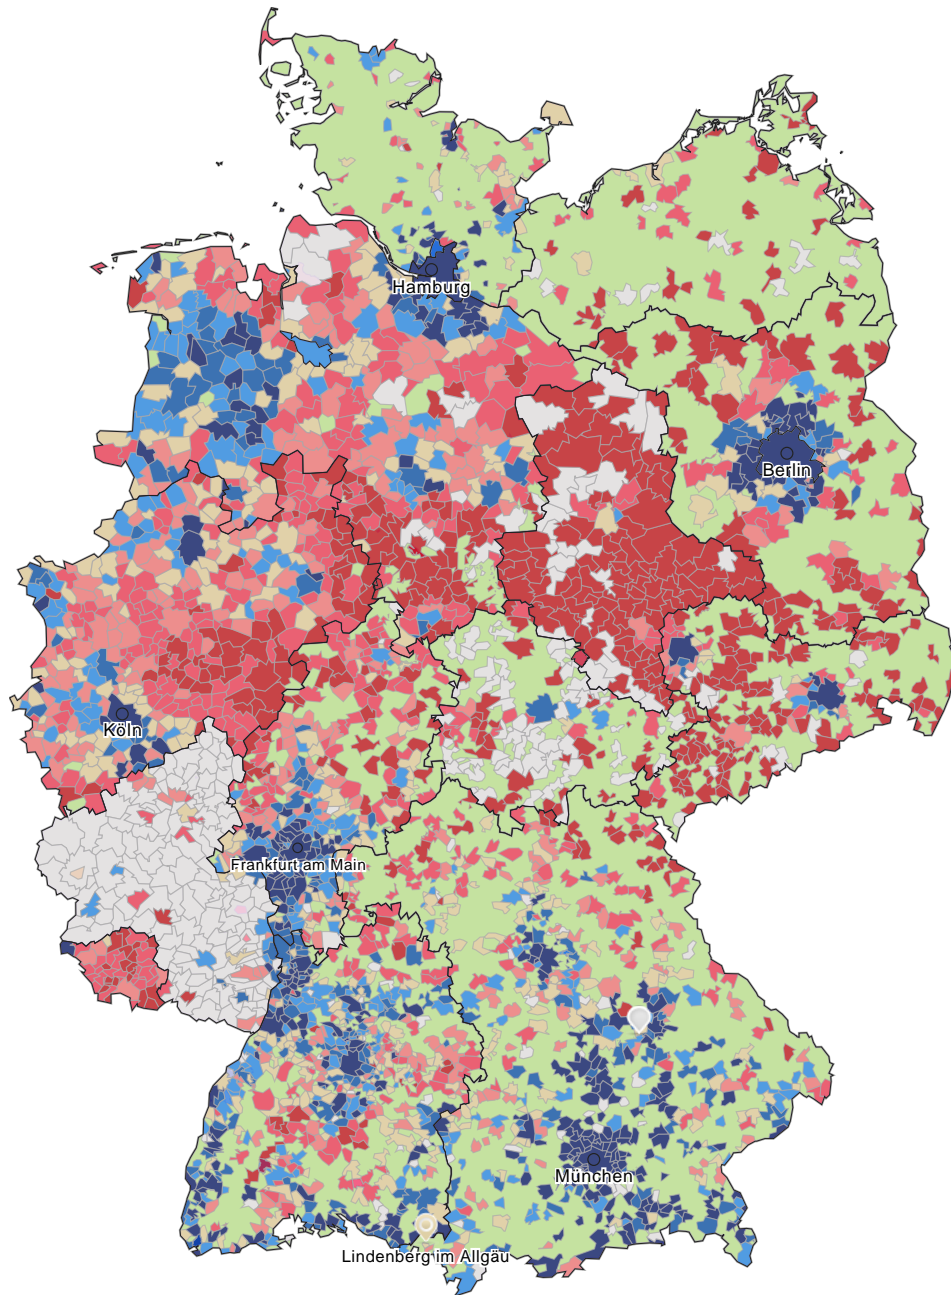 Hamburg
Berlin
Köln
Frankfurt am Main
München
Lindenberg im Allgäu